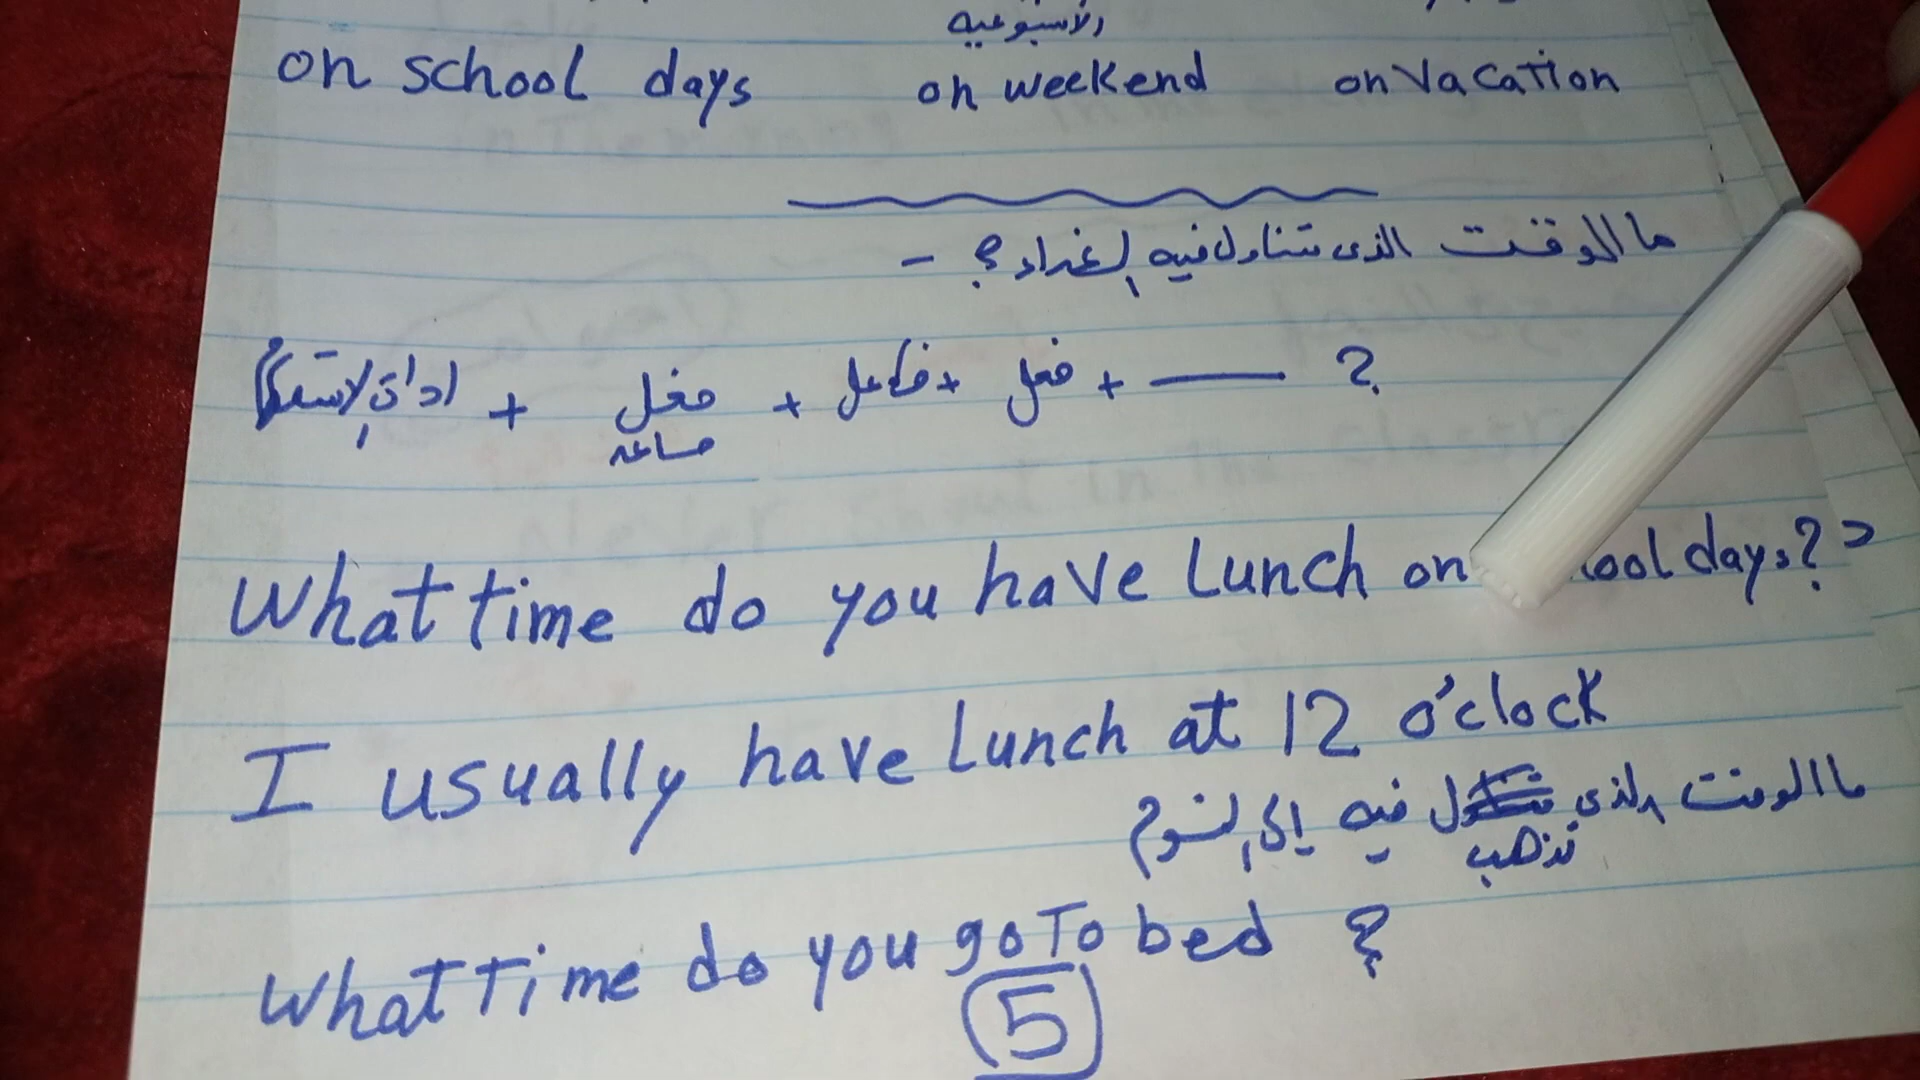 الأسبوعيه
on school days on weekend on Vacation
ما الوقت الذى تتناول فيه الغداء؟ -
اداة الاستفهام + فعل مساعد + فاعل + فعل + — ?
What time do you have Lunch on ool days? >
I usually have Lunch at 12 o'clock
ما الوقت الذى تذهب فيه إلى النوم
What Time do you go To bed ?
5